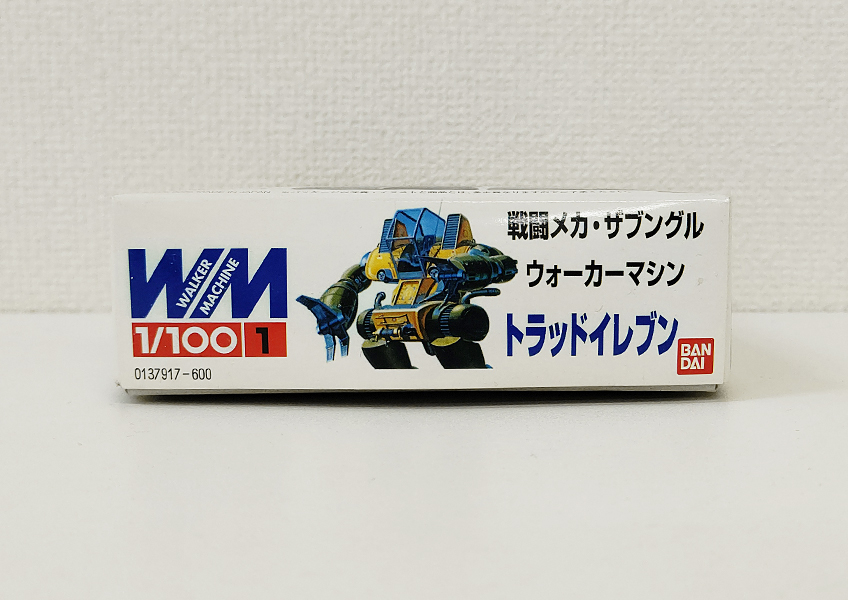 戦闘メカ・ザブングル
W/M
WALKER
MACHINE
ウォーカーマシン
1/100 1
トラッドイレブン
BAN
DAI
0137917-600